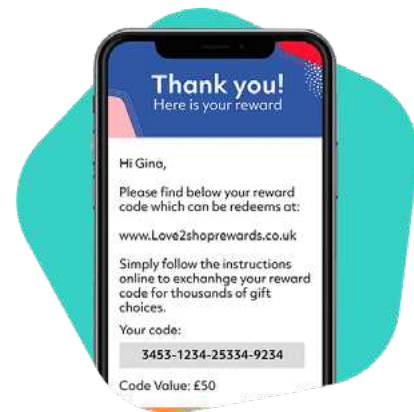 Thank you!
Here is your reward
Hi Gina,
Please find below your reward
code which can be redeems at:
www.Love2shoprewards.co.uk
Simply follow the instructions
online to exchanhge your reward
code for thousands of gift
choices.
Your code:
3453-1234-25334-9234
Code Value: £50